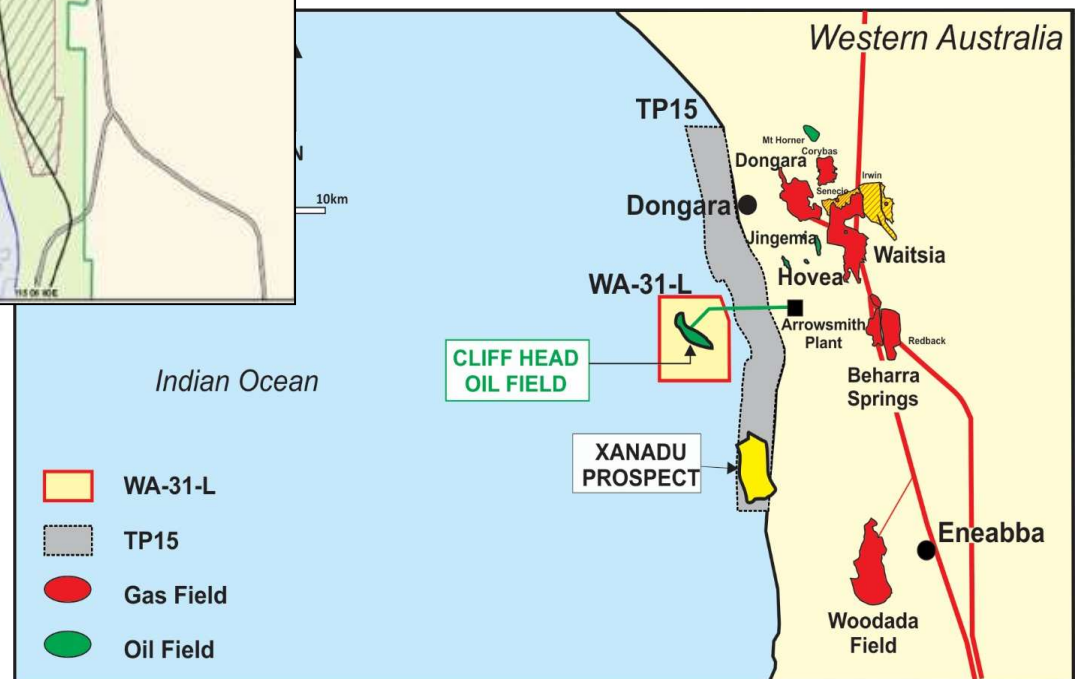 Western Australia
TP15
Mt Horner
Corybas
Dongara
Irwin
Senecio
N
10km
Dongara
Jingemia
Waitsia
Hovea
WA-31-L
Arrowsmith
Plant
Redback
CLIFF HEAD
OIL FIELD
Beharra
Springs
Indian Ocean
XANADU
PROSPECT
WA-31-L
TP15
Eneabba
Gas Field
Woodada
Field
Oil Field